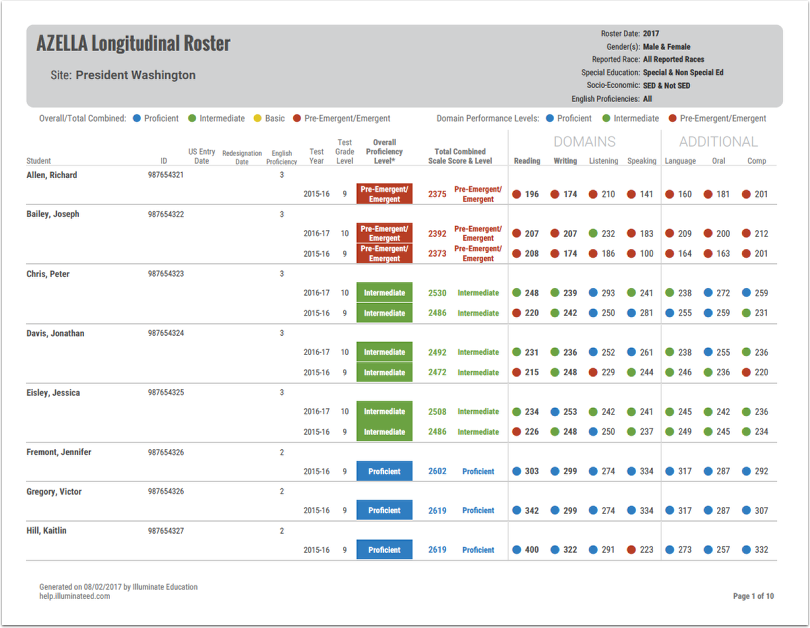 AZELLA Longitudinal Roster
Site: President Washington
Roster Date: 2017
Gender(s): Male & Female
Reported Race: All Reported Races
Special Education: Special & Non Special Ed
Socio-Economic: SED & Not SED
English Proficiencies: All
Overall/Total Combined: Proficient Intermediate Basic Pre-Emergent/Emergent
Domain Performance Levels: Proficient Intermediate Pre-Emergent/Emergent
DOMAINS ADDITIONAL
Student ID US Entry Date Redesignation Date English Proficiency Test Year Test Grade Level Overall Proficiency Level* Total Combined Scale Score & Level Reading Writing Listening Speaking Language Oral Comp
Allen, Richard 987654321 3
2015-16 9 Pre-Emergent/ Emergent 2375 Pre-Emergent/ Emergent 196 174 210 141 160 181 201
Bailey, Joseph 987654322 3
2016-17 10 Pre-Emergent/ Emergent 2392 Pre-Emergent/ Emergent 207 207 232 183 209 200 212
2015-16 9 Pre-Emergent/ Emergent 2373 Pre-Emergent/ Emergent 208 174 186 100 164 163 201
Chris, Peter 987654323 3
2016-17 10 Intermediate 2530 Intermediate 248 239 293 241 238 272 259
2015-16 9 Intermediate 2486 Intermediate 220 242 250 281 255 259 231
Davis, Jonathan 987654324 3
2016-17 10 Intermediate 2492 Intermediate 231 236 252 261 238 255 236
2015-16 9 Intermediate 2472 Intermediate 215 248 229 244 246 236 220
Eisley, Jessica 987654325 3
2016-17 10 Intermediate 2508 Intermediate 234 253 242 241 245 242 236
2015-16 9 Intermediate 2486 Intermediate 226 248 250 237 249 245 234
Fremont, Jennifer 987654326 2
2015-16 9 Proficient 2602 Proficient 303 299 274 334 317 287 292
Gregory, Victor 987654326 2
2015-16 9 Proficient 2619 Proficient 342 299 274 334 317 287 307
Hill, Kaitlin 987654327 2
2015-16 9 Proficient 2619 Proficient 400 322 291 223 273 257 332
Generated on 08/02/2017 by Illuminate Education
help.illuminateed.com
Page 1 of 10